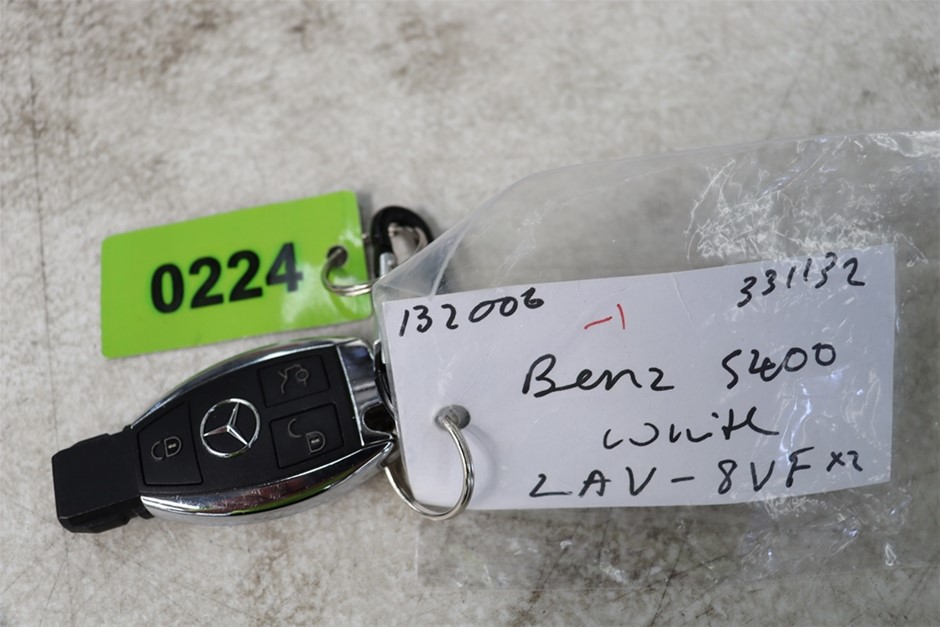 0224
132006
331132
-1
Benz S400
White
2AV-8VF x2